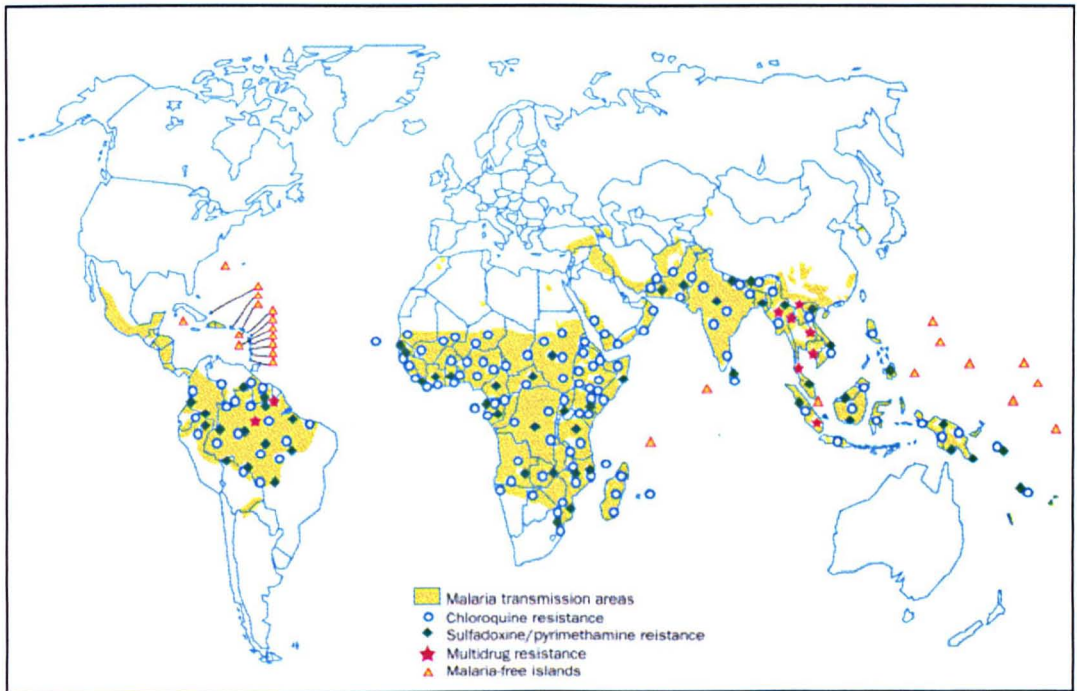 Malaria transmission areas
Chloroquine resistance
Sulfadoxine/pyrimethamine reistance
Multidrug resistance
Malaria-free islands